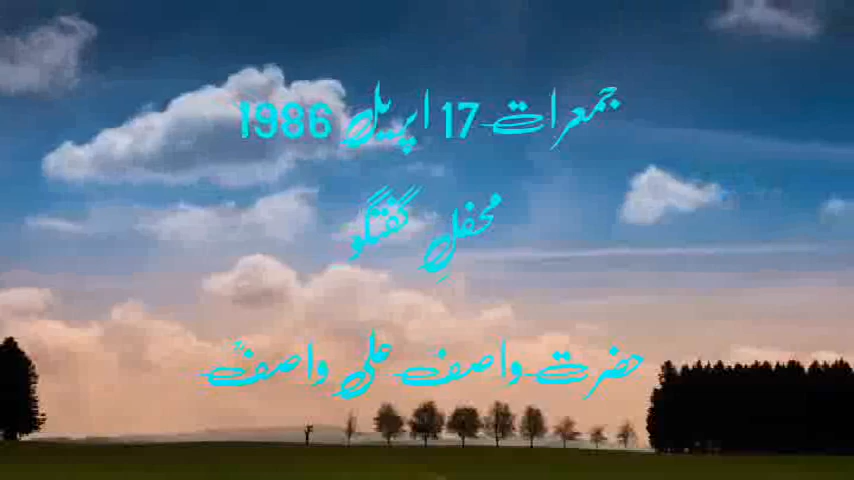 جمعرات 17 اپریل 1986
محفلِ گفتگو
حضرت واصف علی واصفؒ